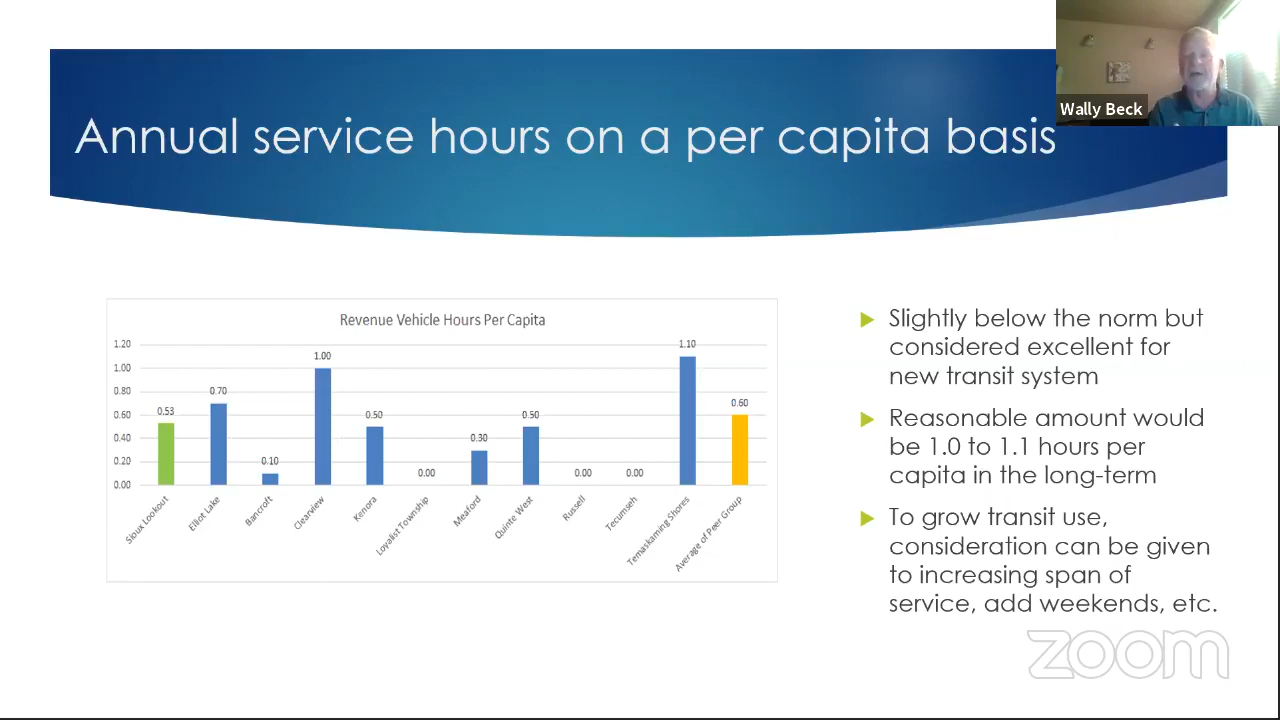 Wally Beck
Annual service hours on a per capita basis
Revenue Vehicle Hours Per Capita
1.20
1.00
0.80
0.60
0.40
0.20
0.00
0.53
0.70
0.10
1.00
0.50
0.00
0.30
0.50
0.00
0.00
1.10
0.60
Sioux Lookout
Elliot Lake
Bancroft
Clearview
Kenora
Loyalist Township
Meaford
Quinte West
Russell
Tecumseh
Temaskaming Shores
Average of Peer Group
Slightly below the norm but
considered excellent for
new transit system
Reasonable amount would
be 1.0 to 1.1 hours per
capita in the long-term
To grow transit use,
consideration can be given
to increasing span of
service, add weekends, etc.
zoom